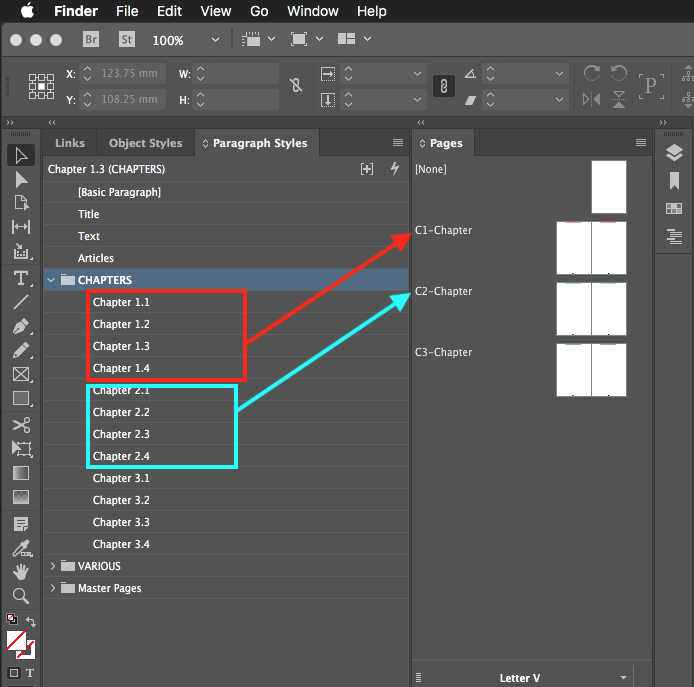 Finder File Edit View Go Window Help
Br St 100%
X: 123.75 mm W:
Y: 108.25 mm H:
P
Links Object Styles Paragraph Styles Pages
Chapter 1.3 (CHAPTERS)
[Basic Paragraph]
Title
Text
Articles
CHAPTERS
Chapter 1.1
Chapter 1.2
Chapter 1.3
Chapter 1.4
Chapter 2.1
Chapter 2.2
Chapter 2.3
Chapter 2.4
Chapter 3.1
Chapter 3.2
Chapter 3.3
Chapter 3.4
VARIOUS
Master Pages
[None]
C1-Chapter
C2-Chapter
C3-Chapter
Letter V